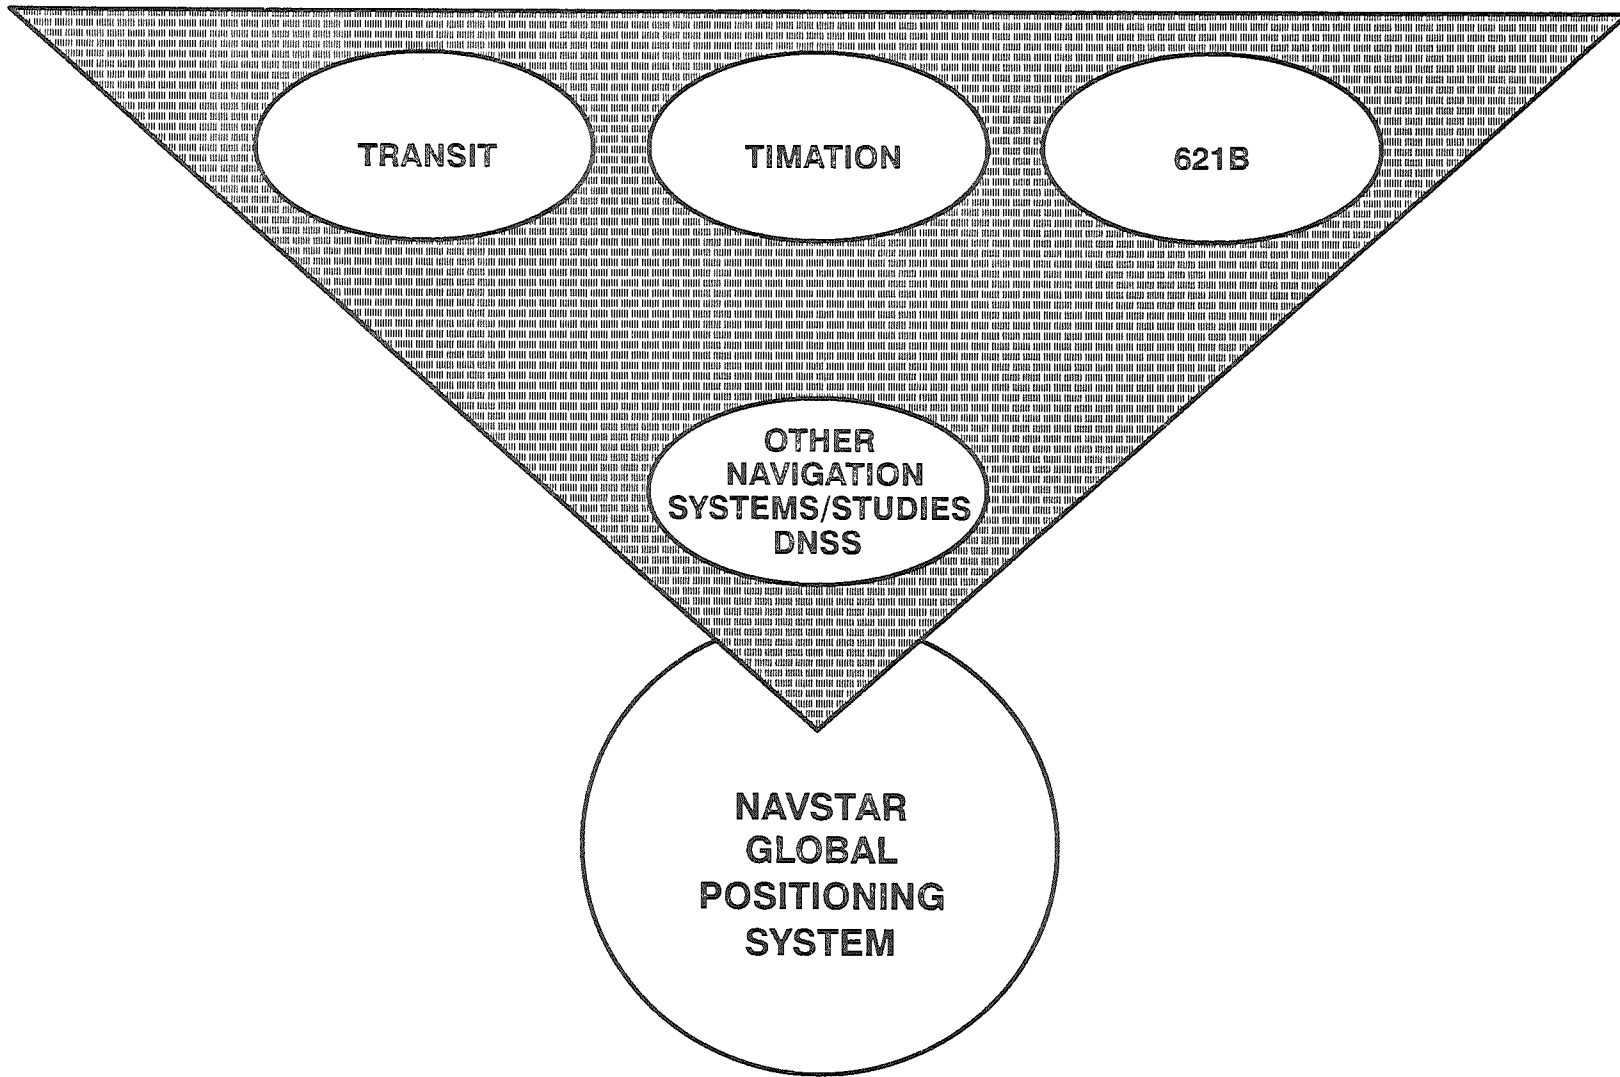 TRANSIT
TIMATION
621B
OTHER
NAVIGATION
SYSTEMS/STUDIES
DNSS
NAVSTAR
GLOBAL
POSITIONING
SYSTEM